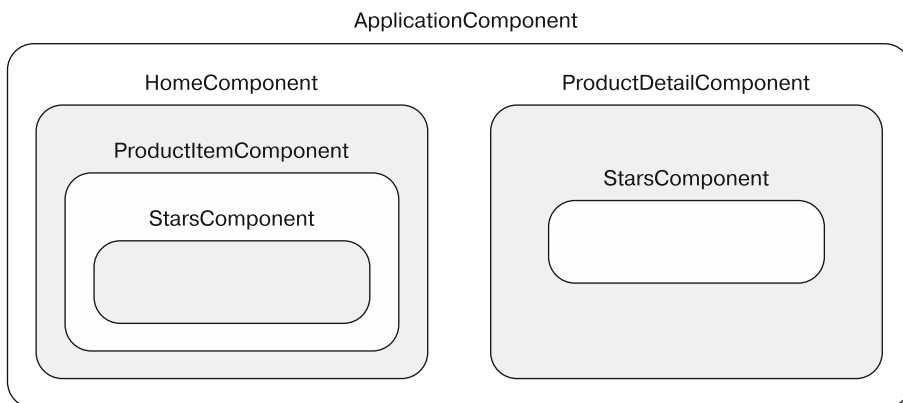 ApplicationComponent
HomeComponent
ProductDetailComponent
ProductItemComponent
StarsComponent
StarsComponent